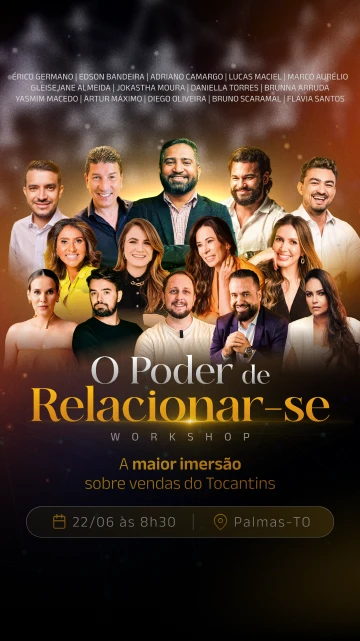 ÉRICO GERMANO | EDSON BANDEIRA | ADRIANO CAMARGO | LUCAS MACIEL | MARCO AURÉLIO
GLEISEJANE ALMEIDA | JOKASTHA MOURA | DANIELLA TORRES | BRUNNA ARRUDA
YASMIM MACEDO | ARTUR MÁXIMO | DIEGO OLIVEIRA | BRUNO SCARAMAL | FLÁVIA SANTOS
O Poder de
Relacionar-se
WORKSHOP
A maior imersão
sobre vendas do Tocantins
22/06 às 8h30 | Palmas-TO